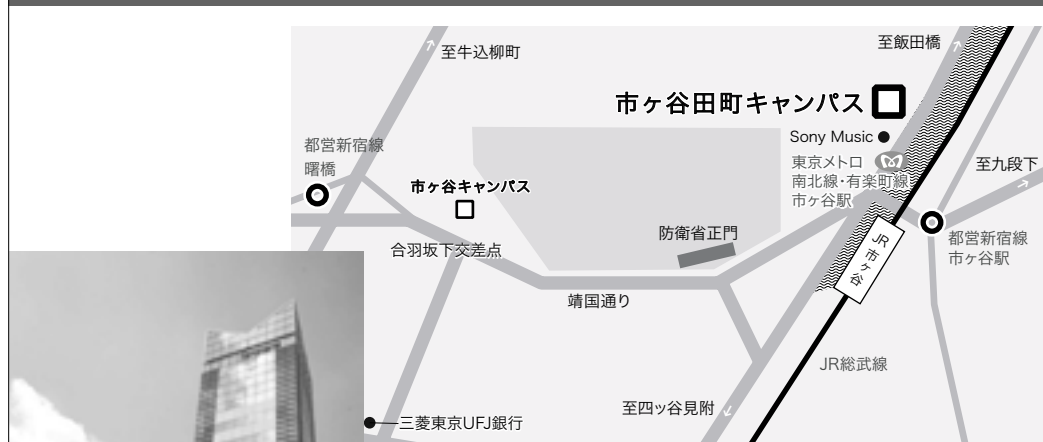 至牛込柳町
至飯田橋
市ヶ谷田町キャンパス
Sony Music
東京メトロ
南北線・有楽町線
市ヶ谷駅
至九段下
都営新宿線
曙橋
市ヶ谷キャンパス
防衛省正門
都営新宿線
市ヶ谷駅
合羽坂下交差点
JR市ヶ谷
靖国通り
JR総武線
至四ッ谷見附
三菱東京UFJ銀行